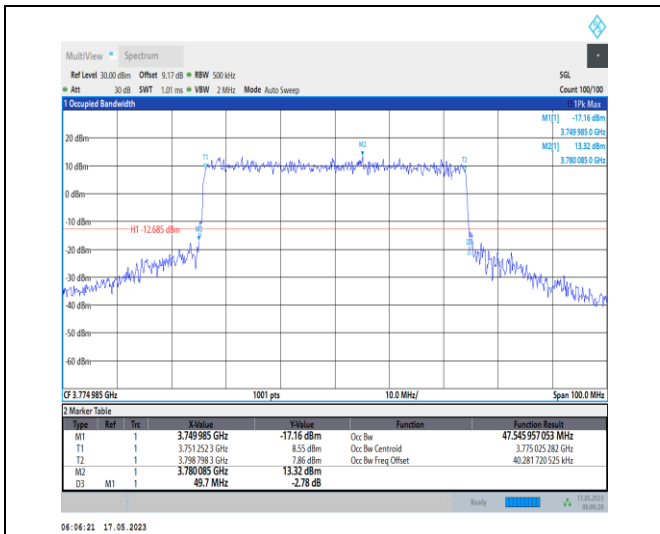 MultiView Spectrum
Ref Level 30.00 dBm Offset 9.17 dB RBW 500 kHz SGL
Att 30 dB SWT 1.01 ms VBW 2 MHz Mode Auto Sweep Count 100/100
1 Occupied Bandwidth 1Pk Max
M1[1] -17.16 dBm
3.749 985 0 GHz
M2[1] 13.32 dBm
3.780 085 0 GHz
20 dBm
M2
T1
T2
10 dBm
0 dBm
-10 dBm
H1 -12.685 dBm
M1
D3
-20 dBm
-30 dBm
-40 dBm
-50 dBm
-60 dBm
CF 3.774 985 GHz 1001 pts 10.0 MHz/ Span 100.0 MHz
2 Marker Table
Type Ref Trc X-Value Y-Value Function Function Result
M1 1 3.749 985 GHz -17.16 dBm Occ Bw 47.545 957 053 MHz
T1 1 3.751 252 3 GHz 8.55 dBm Occ Bw Centroid 3.775 025 282 GHz
T2 1 3.798 798 3 GHz 7.86 dBm Occ Bw Freq Offset 40.281 720 525 kHz
M2 1 3.780 085 GHz 13.32 dBm
D3 M1 1 49.7 MHz -2.78 dB
Ready 17.05.2023
06:06:20
06:06:21 17.05.2023